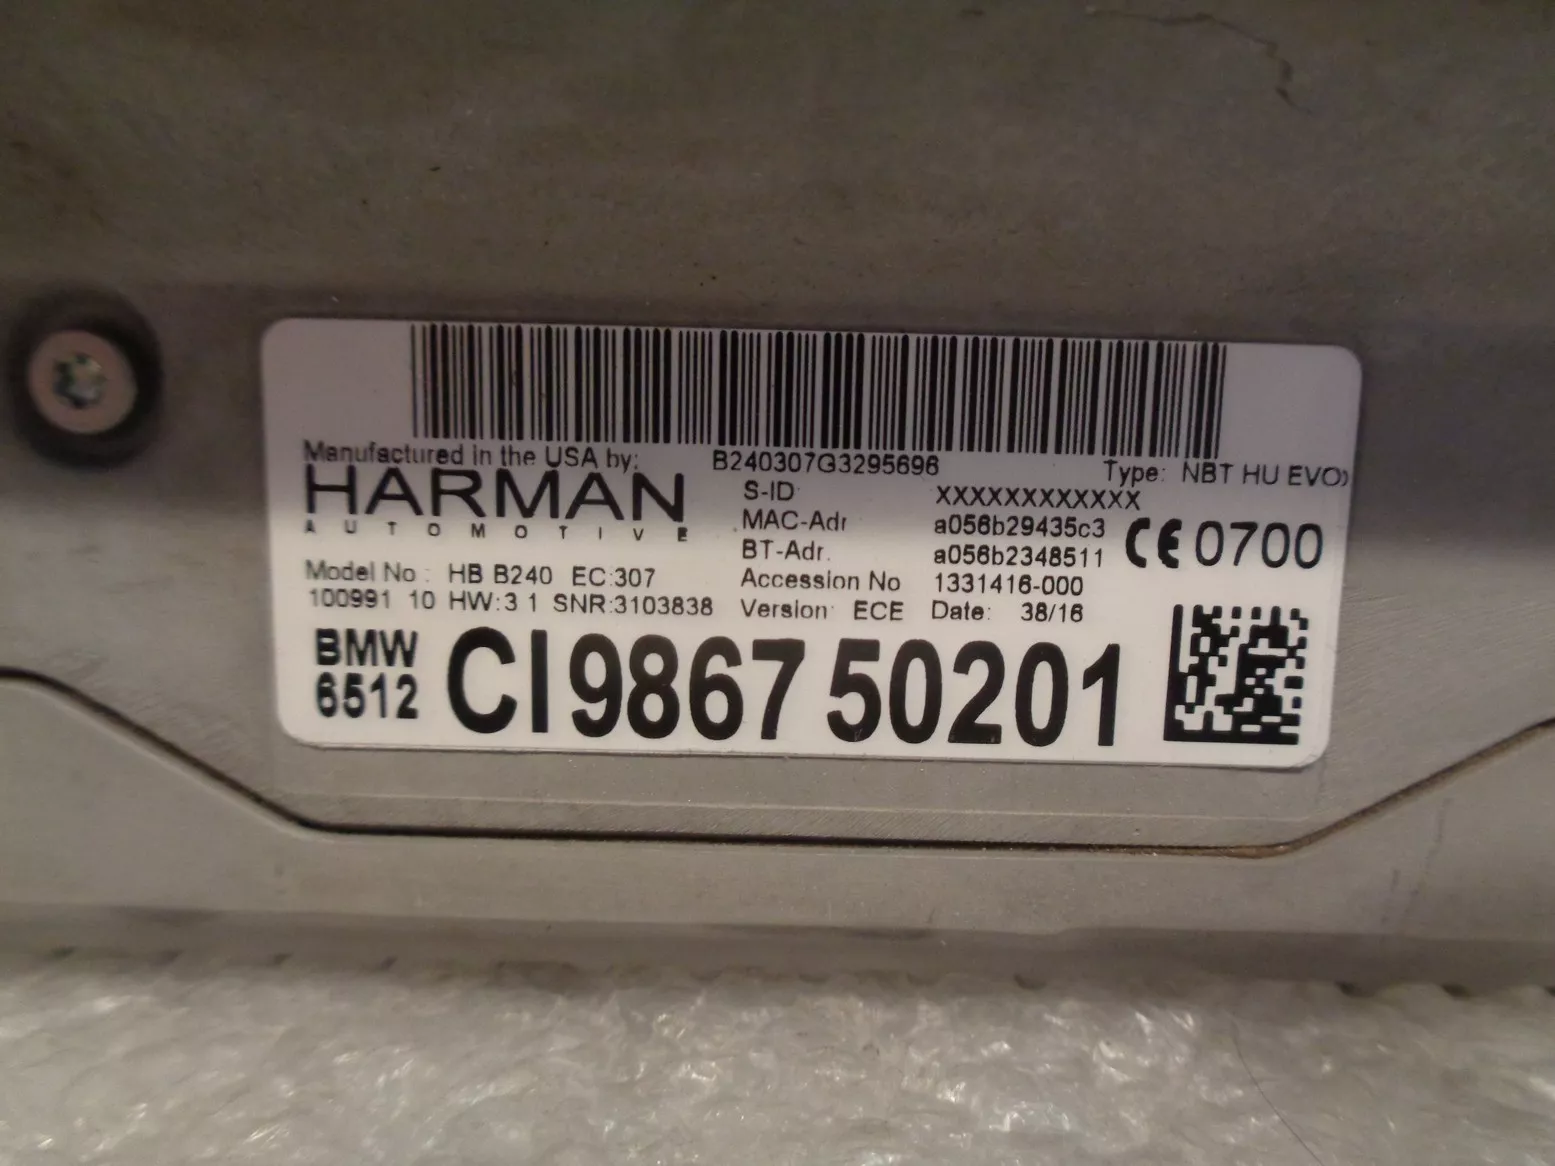 Manufactured in the USA by: B240307G3295696 Type: NBT HU EVO
HARMAN S-ID XXXXXXXXXXXX
AUTOMOTIVE MAC-Adr a056b29435c3 CE 0700
BT-Adr. a056b2348511
Model No : HB B240 EC:307 Accession No 1331416-000
100991 10 HW:3 1 SNR:3103838 Version: ECE Date: 38/16
BMW
6512 CI 9867 50201